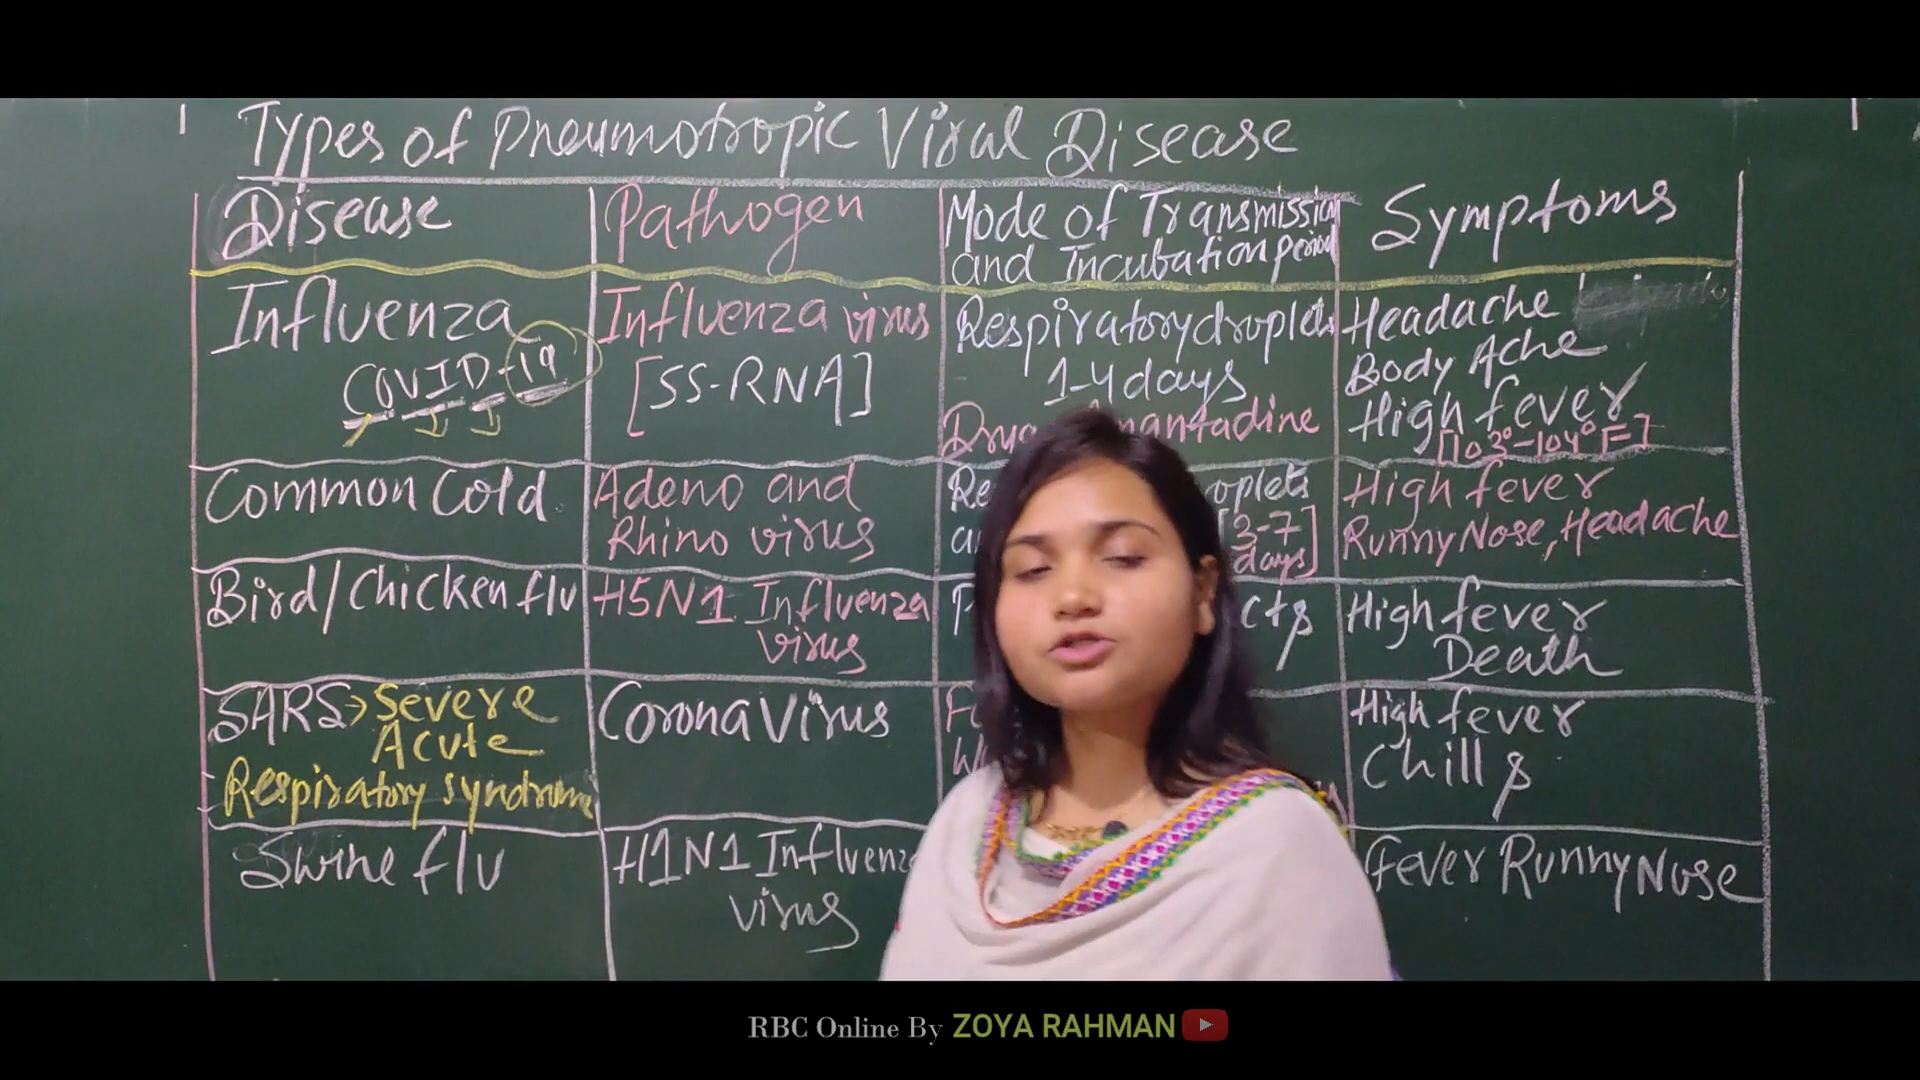 Types of Pneumotropic Viral Disease
Disease
Pathogen
Mode of Transmission
and Incubation period
Symptoms
Influenza
COVID-19
Influenza virus
[SS-RNA]
Respiratory droplets
1-4 days
Headache
Body Ache
High fever
[103°-104°F]
Common Cold
Adeno and
Rhino virus
[3-7
days]
High fever
Runny Nose, Headache
Bird/Chicken flu
H5N1 Influenza
virus
High fever
Death
SARS→Severe
Acute
Respiratory syndrome
Corona Virus
High fever
Chills
Swine flu
H1N1 Influenza
virus
Fever Runny Nose
RBC Online By ZOYA RAHMAN